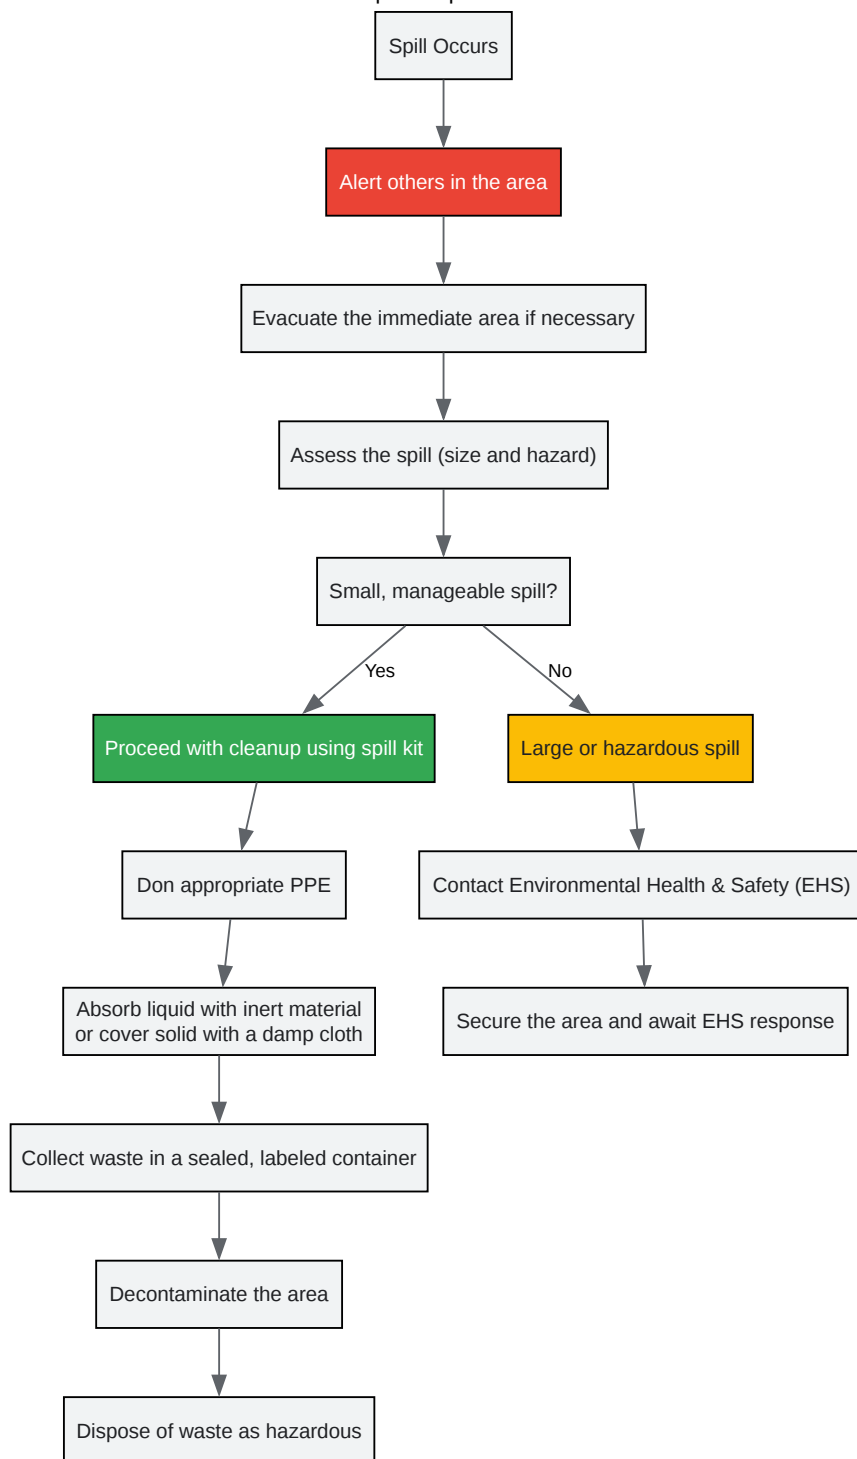 Spill Occurs
Alert others in the area
Evacuate the immediate area if necessary
Assess the spill (size and hazard)
Small, manageable spill?
Yes
No
Proceed with cleanup using spill kit
Large or hazardous spill
Don appropriate PPE
Contact Environmental Health & Safety (EHS)
Absorb liquid with inert material
or cover solid with a damp cloth
Secure the area and await EHS response
Collect waste in a sealed, labeled container
Decontaminate the area
Dispose of waste as hazardous